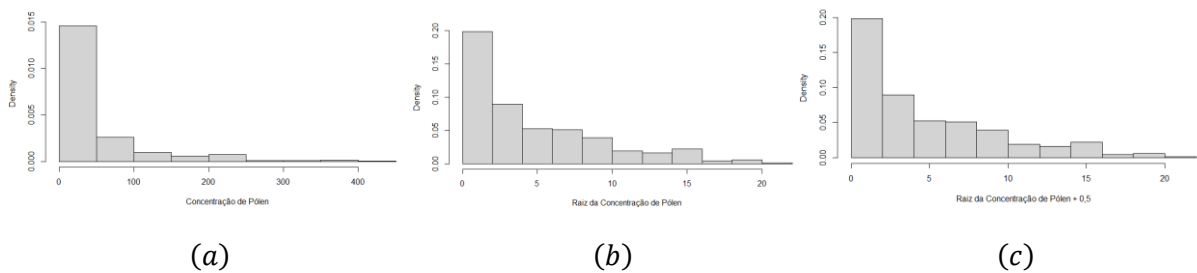 Density
0.000 0.005 0.010 0.015
0 100 200 300 400
Concentração de Pólen
(a)
Density
0.00 0.05 0.10 0.15 0.20
0 5 10 15 20
Raiz da Concentração de Pólen
(b)
Density
0.00 0.05 0.10 0.15 0.20
0 5 10 15 20
Raiz da Concentração de Pólen + 0,5
(c)